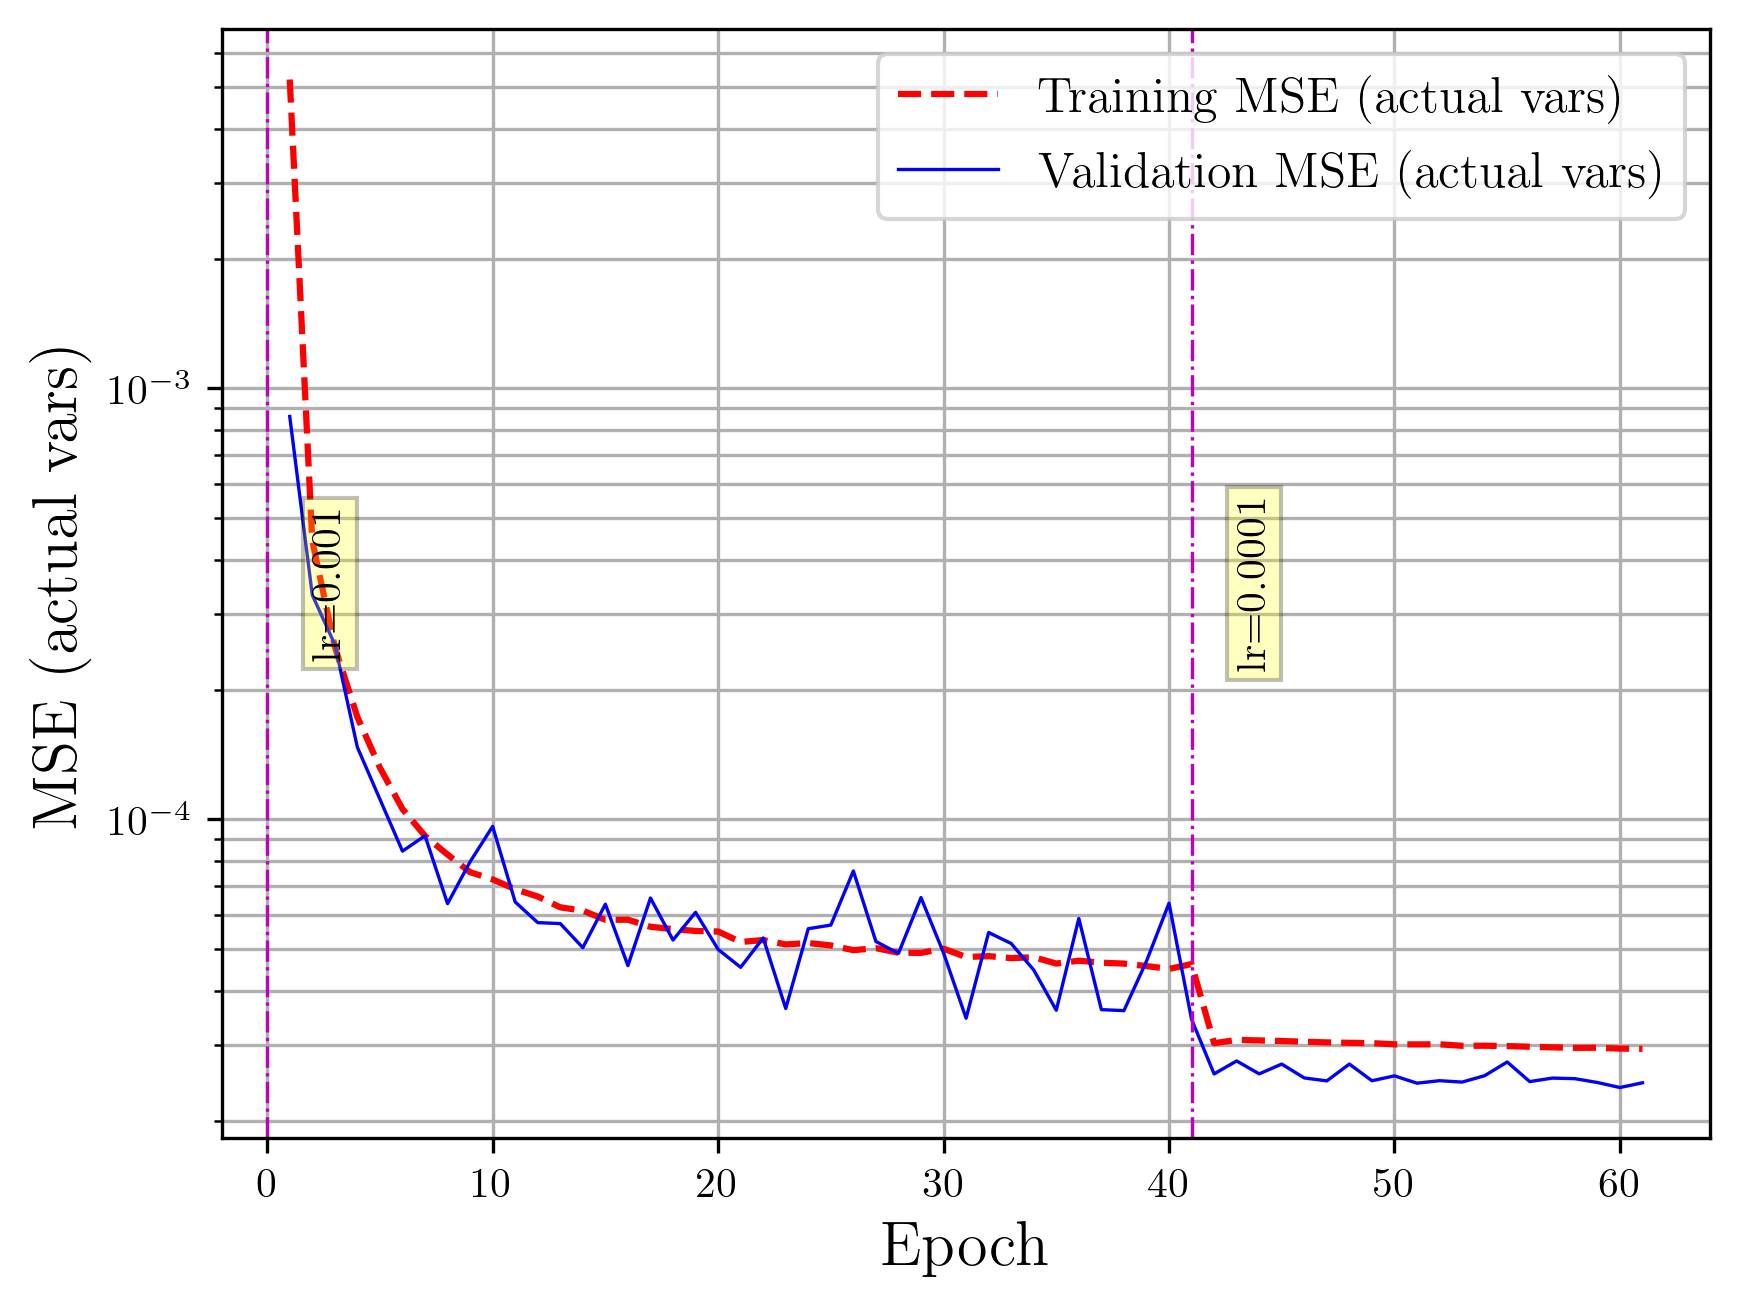 Training MSE (actual vars)
Validation MSE (actual vars)
MSE (actual vars)
10⁻³
10⁻⁴
lr=0.001
lr=0.0001
0 10 20 30 40 50 60
Epoch